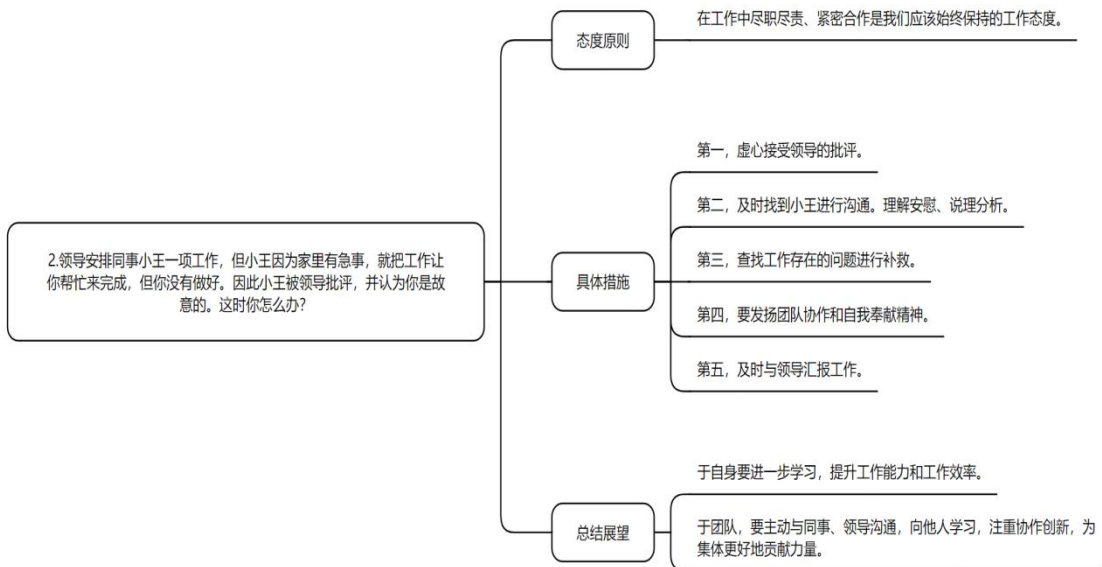 2.领导安排同事小王一项工作，但小王因为家里有急事，就把工作让
你帮忙来完成，但你没有做好。因此小王被领导批评，并认为你是故
意的。这时你怎么办？
态度原则
在工作中尽职尽责、紧密合作是我们应该始终保持的工作态度。
具体措施
第一，虚心接受领导的批评。
第二，及时找到小王进行沟通。理解安慰、说理分析。
第三，查找工作存在的问题进行补救。
第四，要发扬团队协作和自我奉献精神。
第五，及时与领导汇报工作。
总结展望
于自身要进一步学习，提升工作能力和工作效率。
于团队，要主动与同事、领导沟通，向他人学习，注重协作创新，为
集体更好地贡献力量。